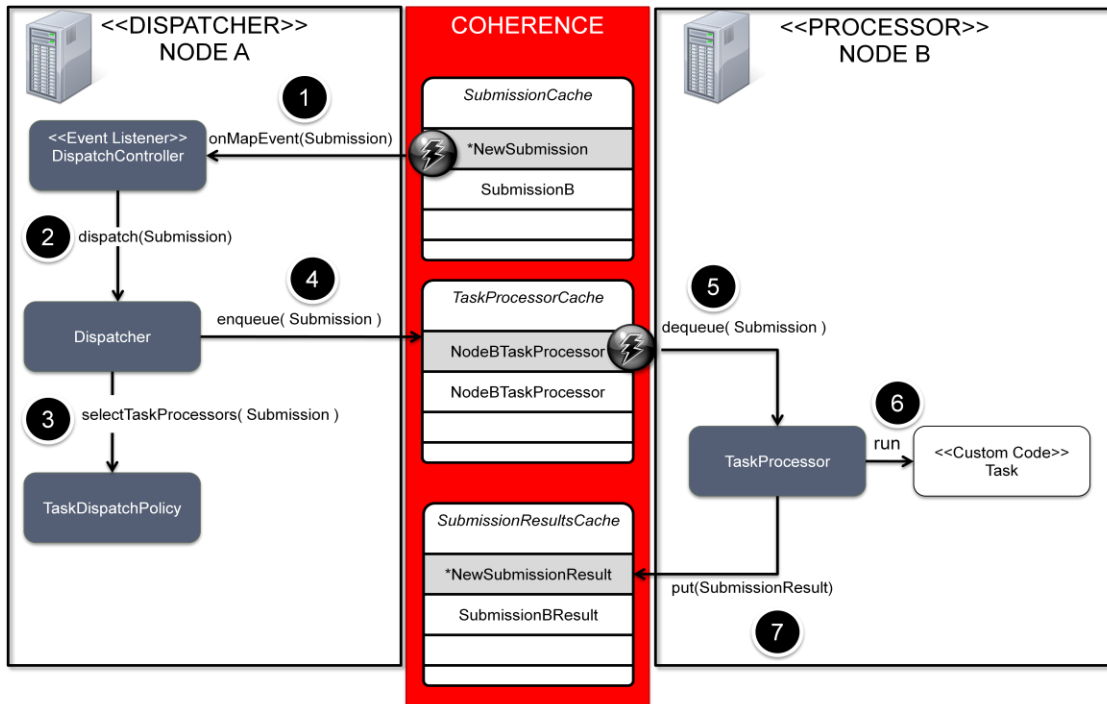 <<DISPATCHER>>
NODE A
1
<<Event Listener>>
DispatchController
onMapEvent(Submission)
2
dispatch(Submission)
4
Dispatcher
enqueue( Submission )
3
selectTaskProcessors( Submission )
TaskDispatchPolicy
COHERENCE
SubmissionCache
*NewSubmission
SubmissionB
TaskProcessorCache
NodeBTaskProcessor
NodeBTaskProcessor
SubmissionResultsCache
*NewSubmissionResult
SubmissionBResult
<<PROCESSOR>>
NODE B
5
dequeue( Submission )
6
run
TaskProcessor
<<Custom Code>>
Task
put(SubmissionResult)
7